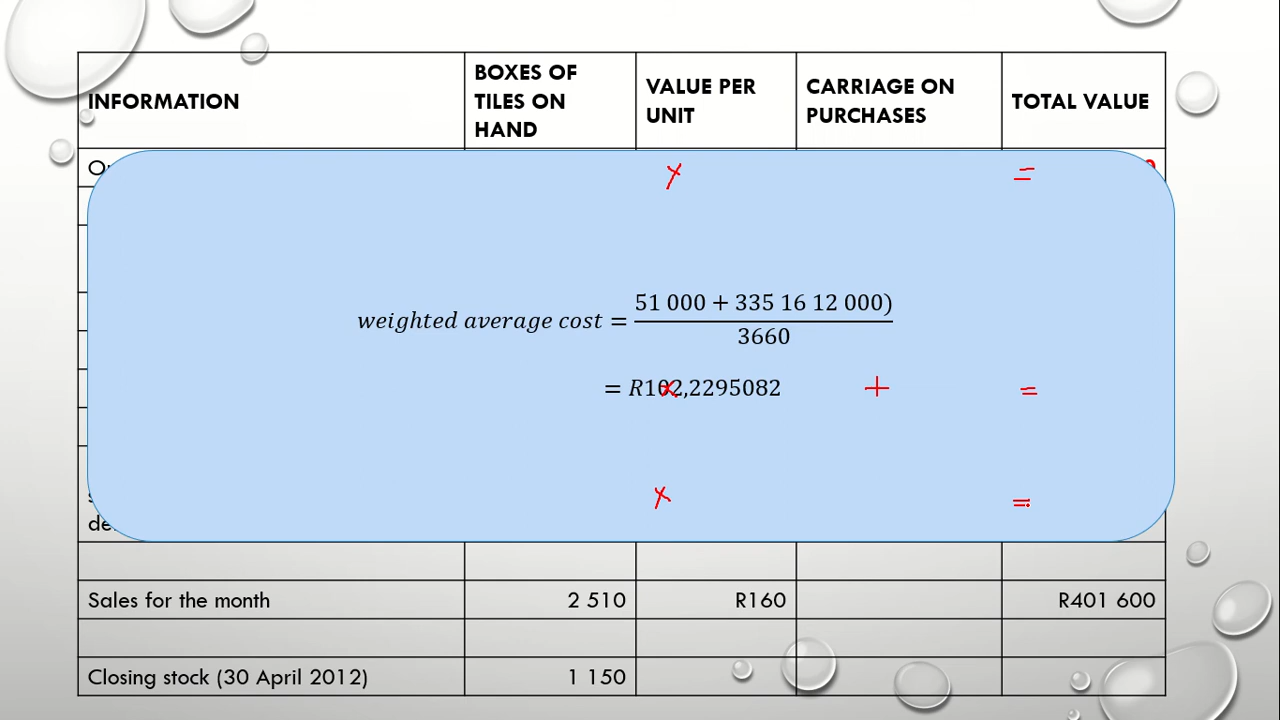 INFORMATION BOXES OF TILES ON HAND VALUE PER UNIT CARRIAGE ON PURCHASES TOTAL VALUE
× =
weighted average cost = 51 000 + 335 16 12 000) / 3660
= R102,2295082
× + =
× =
Sales for the month 2 510 R160 R401 600
Closing stock (30 April 2012) 1 150